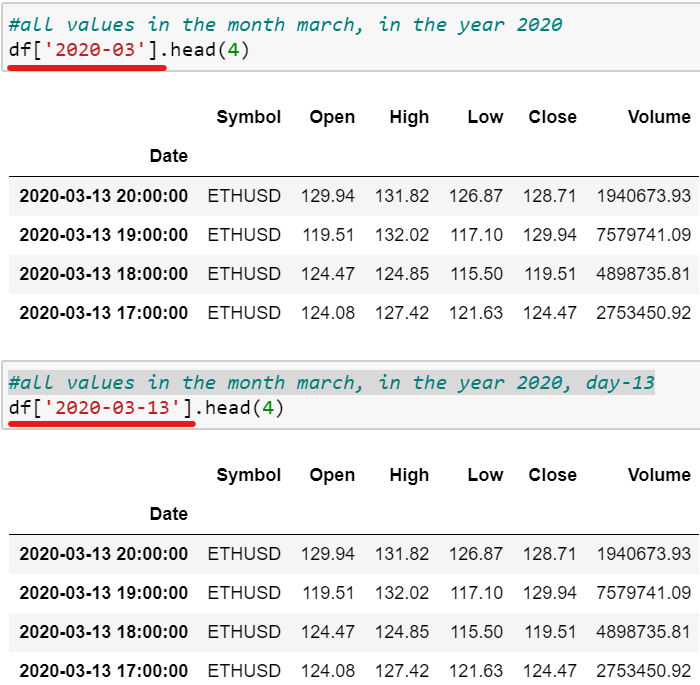 #all values in the month march, in the year 2020
df['2020-03'].head(4)
Symbol Open High Low Close Volume
Date
2020-03-13 20:00:00 ETHUSD 129.94 131.82 126.87 128.71 1940673.93
2020-03-13 19:00:00 ETHUSD 119.51 132.02 117.10 129.94 7579741.09
2020-03-13 18:00:00 ETHUSD 124.47 124.85 115.50 119.51 4898735.81
2020-03-13 17:00:00 ETHUSD 124.08 127.42 121.63 124.47 2753450.92
#all values in the month march, in the year 2020, day-13
df['2020-03-13'].head(4)
Symbol Open High Low Close Volume
Date
2020-03-13 20:00:00 ETHUSD 129.94 131.82 126.87 128.71 1940673.93
2020-03-13 19:00:00 ETHUSD 119.51 132.02 117.10 129.94 7579741.09
2020-03-13 18:00:00 ETHUSD 124.47 124.85 115.50 119.51 4898735.81
2020-03-13 17:00:00 ETHUSD 124.08 127.42 121.63 124.47 2753450.92